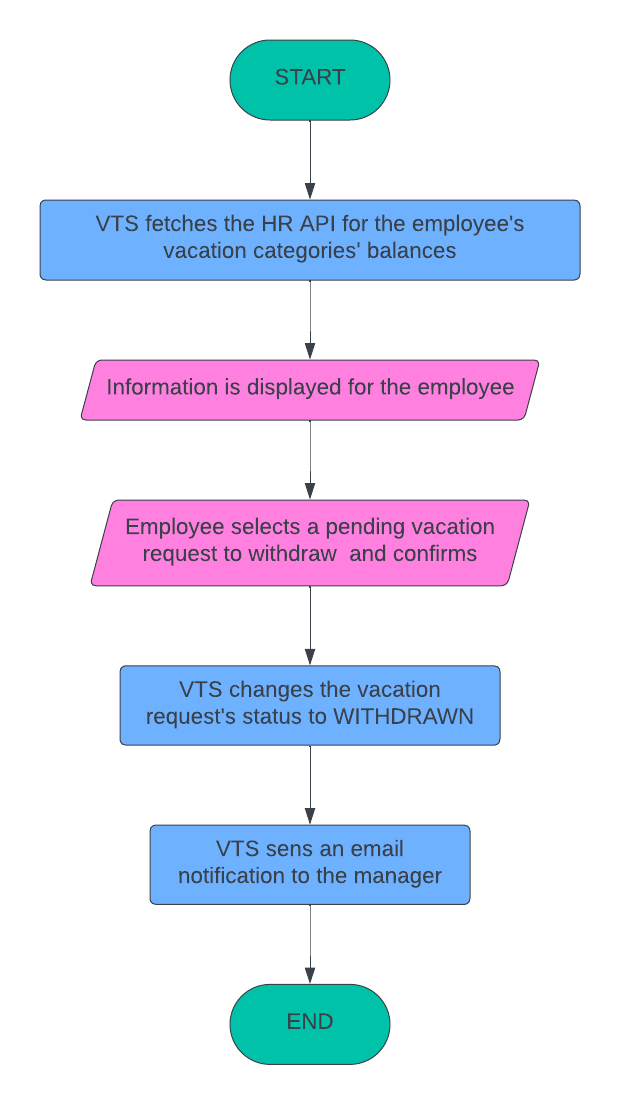 START
VTS fetches the HR API for the employee's
vacation categories' balances
Information is displayed for the employee
Employee selects a pending vacation
request to withdraw  and confirms
VTS changes the vacation
request's status to WITHDRAWN
VTS sens an email
notification to the manager
END